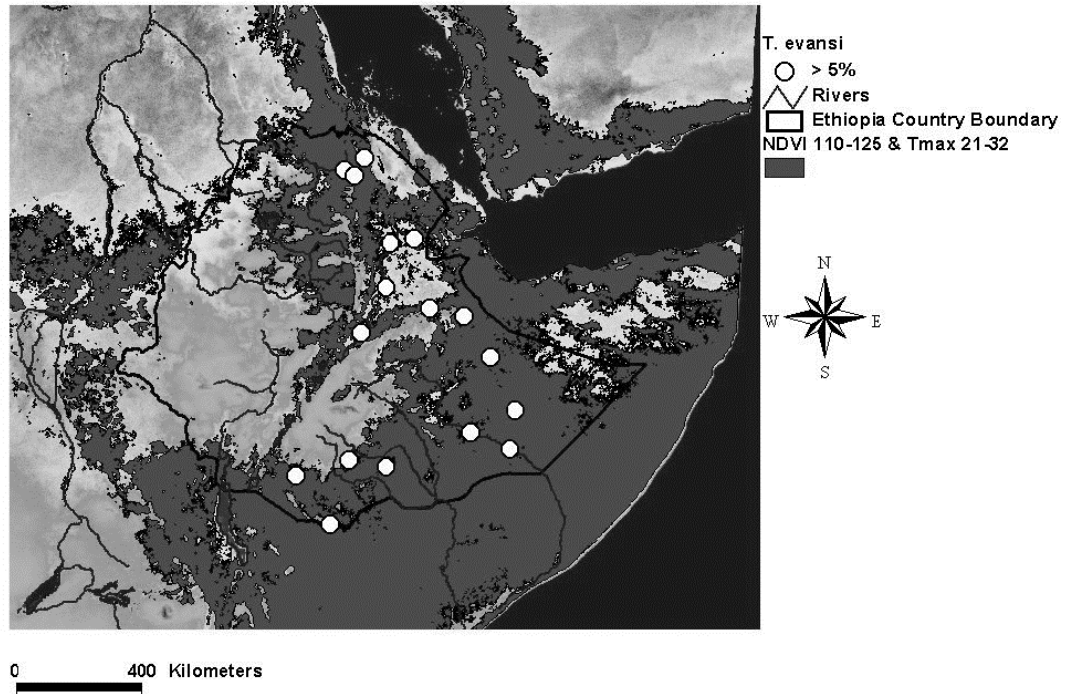 T. evansi
> 5%
Rivers
Ethiopia Country Boundary
NDVI 110-125 & Tmax 21-32
N
W E
S
0 400 Kilometers